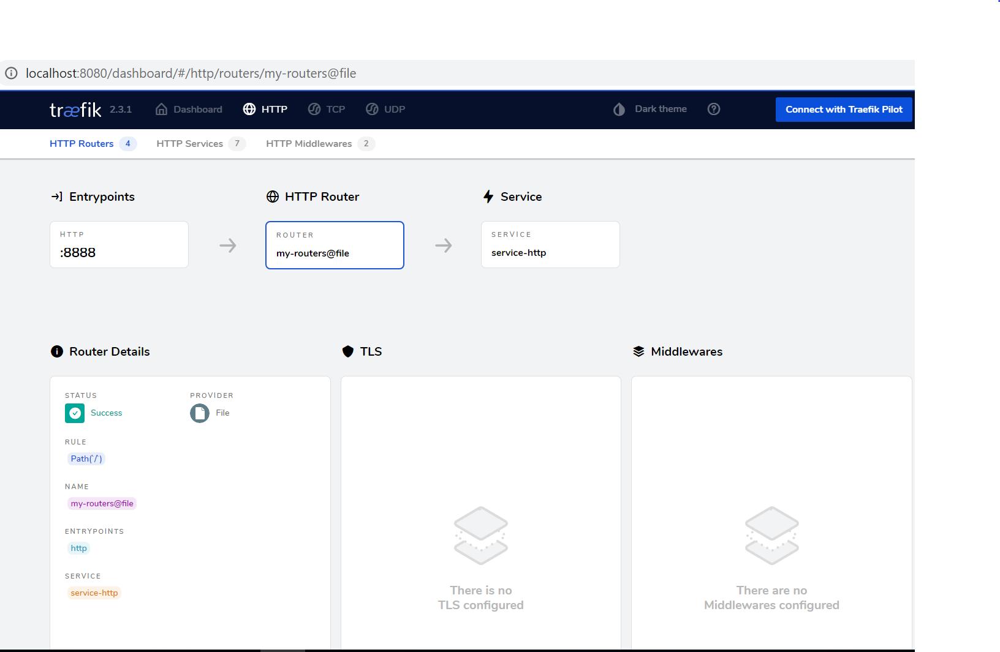 localhost:8080/dashboard/#/http/routers/my-routers@file
træfik 2.3.1 Dashboard HTTP TCP UDP Dark theme Connect with Traefik Pilot
HTTP Routers 4 HTTP Services 7 HTTP Middlewares 2
Entrypoints HTTP Router Service
HTTP
:8888
ROUTER
my-routers@file
SERVICE
service-http
Router Details
STATUS PROVIDER
Success File
RULE
Path(`/`)
NAME
my-routers@file
ENTRYPOINTS
http
SERVICE
service-http
TLS
There is no
TLS configured
Middlewares
There are no
Middlewares configured